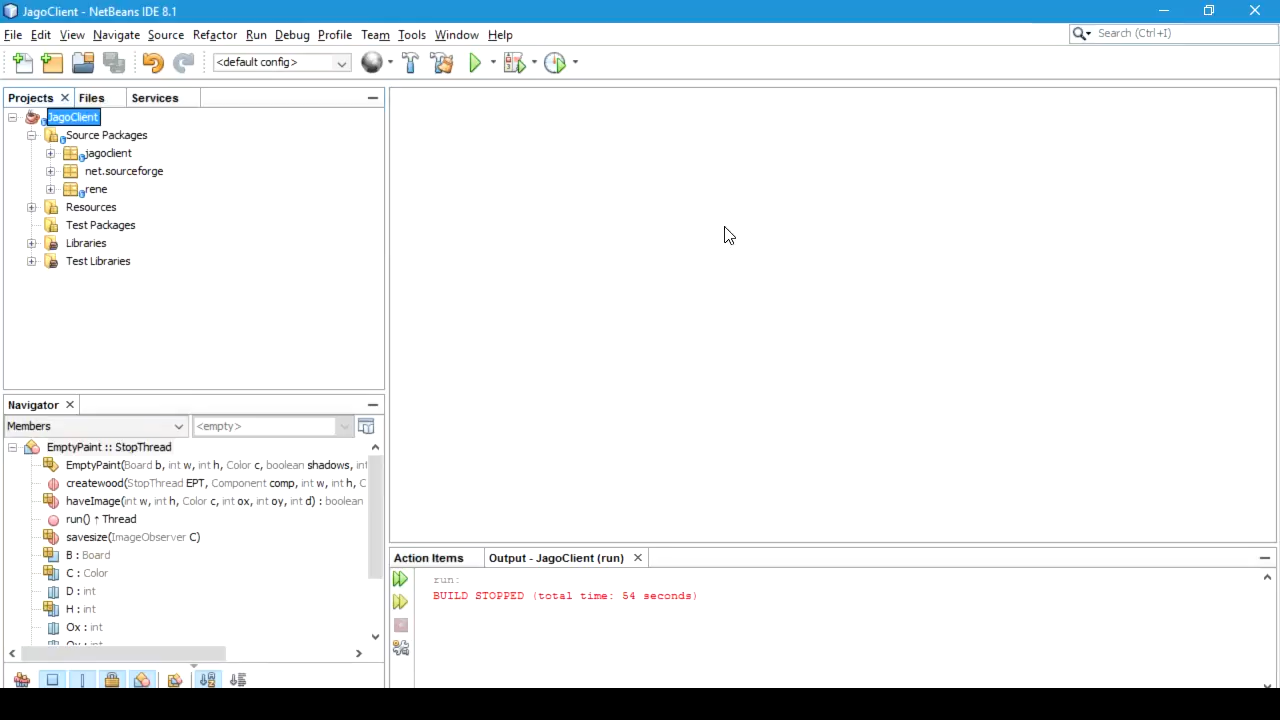 JagoClient - NetBeans IDE 8.1
File Edit View Navigate Source Refactor Run Debug Profile Team Tools Window Help
Search (Ctrl+I)
<default config>
Projects Files Services
JagoClient
Source Packages
jagoclient
net.sourceforge
rene
Resources
Test Packages
Libraries
Test Libraries
Navigator
Members
<empty>
EmptyPaint :: StopThread
EmptyPaint(Board b, int w, int h, Color c, boolean shadows, int
createwood(StopThread EPT, Component comp, int w, int h, C
haveImage(int w, int h, Color c, int ox, int oy, int d) : boolean
run() ↑ Thread
savesize(ImageObserver C)
B : Board
C : Color
D : int
H : int
Ox : int
Oy : int
Action Items Output - JagoClient (run)
run:
BUILD STOPPED (total time: 54 seconds)